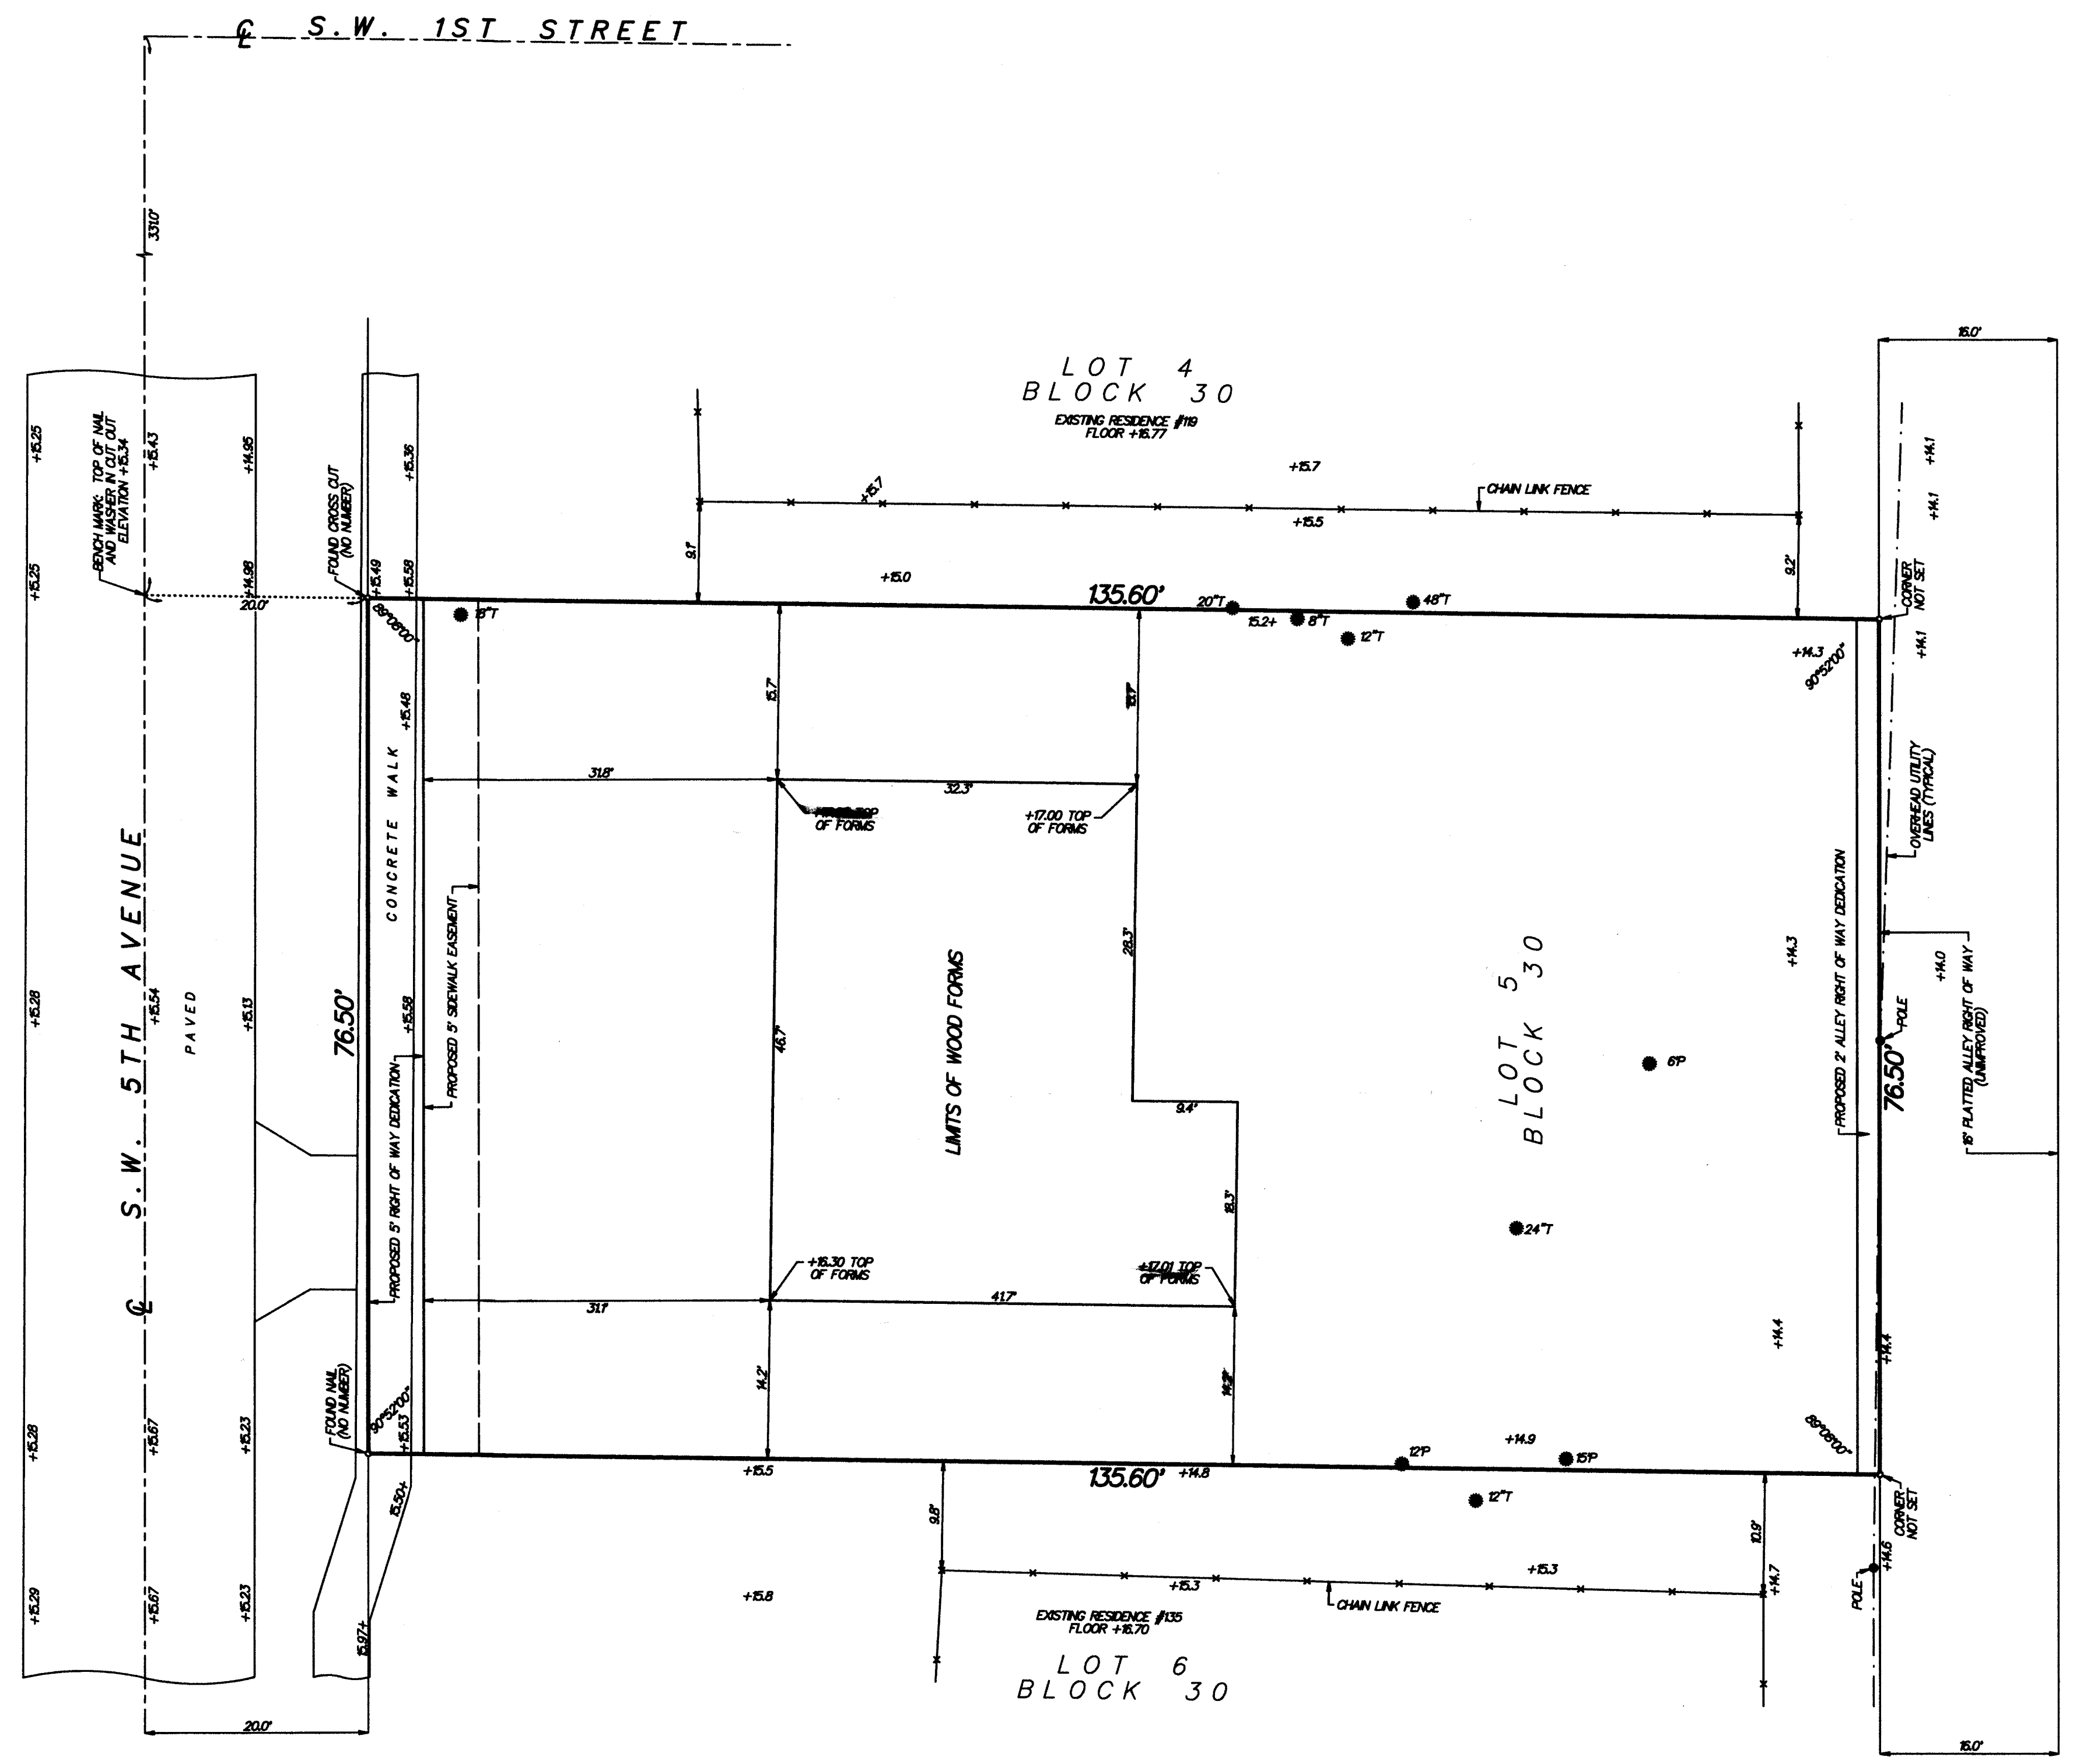 ℄ S.W. 1ST STREET
331.0'
16.0'
LOT 4
BLOCK 30
EXISTING RESIDENCE #119
FLOOR +16.77
+15.25
+15.43
+14.95
+15.36
BENCH MARK: TOP OF NAIL
AND WASHER IN CUT OUT
ELEVATION +15.34
FOUND CROSS CUT
(NO NUMBER)
+15.7
+15.7
CHAIN LINK FENCE
+15.5
+14.1
+14.1
+15.25
+14.98
20.0'
+15.49
+15.58
9.1'
+15.0
135.60'
20"T
48"T
9.2'
CORNER
NOT SET
89°08'00"
18"T
15.2+
8"T
12"T
+14.3
90°52'00"
+14.1
+15.48
15.7'
31.8'
32.3'
TOP
OF FORMS
+17.00 TOP
OF FORMS
CONCRETE WALK
OVERHEAD UTILITY
LINES (TYPICAL)
℄ S.W. 5TH AVENUE
PAVED
+15.28
+15.54
+15.13
76.50'
+15.58
PROPOSED 5' SIDEWALK EASEMENT
PROPOSED 5' RIGHT OF WAY DEDICATION
46.7'
LIMITS OF WOOD FORMS
28.3'
9.4'
LOT 5
BLOCK 30
6"P
+14.3
PROPOSED 2' ALLEY RIGHT OF WAY DEDICATION
POLE
76.50'
+14.0
16' PLATTED ALLEY RIGHT OF WAY
(UNIMPROVED)
18.3'
24"T
+16.30 TOP
OF FORMS
+17.01 TOP
OF FORMS
31.1'
41.7'
14.2'
+14.4
+14.4
FOUND NAIL
(NO NUMBER)
90°52'00"
+15.53
89°08'00"
+15.28
+15.67
+15.23
12"P
+14.9
15"P
+15.5
135.60'
+14.8
12"T
15.50+
9.8'
10.9'
CORNER
NOT SET
+14.6
POLE
+15.29
+15.67
+15.23
15.97+
+15.8
+15.3
+15.3
+14.7
CHAIN LINK FENCE
EXISTING RESIDENCE #135
FLOOR +16.70
LOT 6
BLOCK 30
20.0'
16.0'